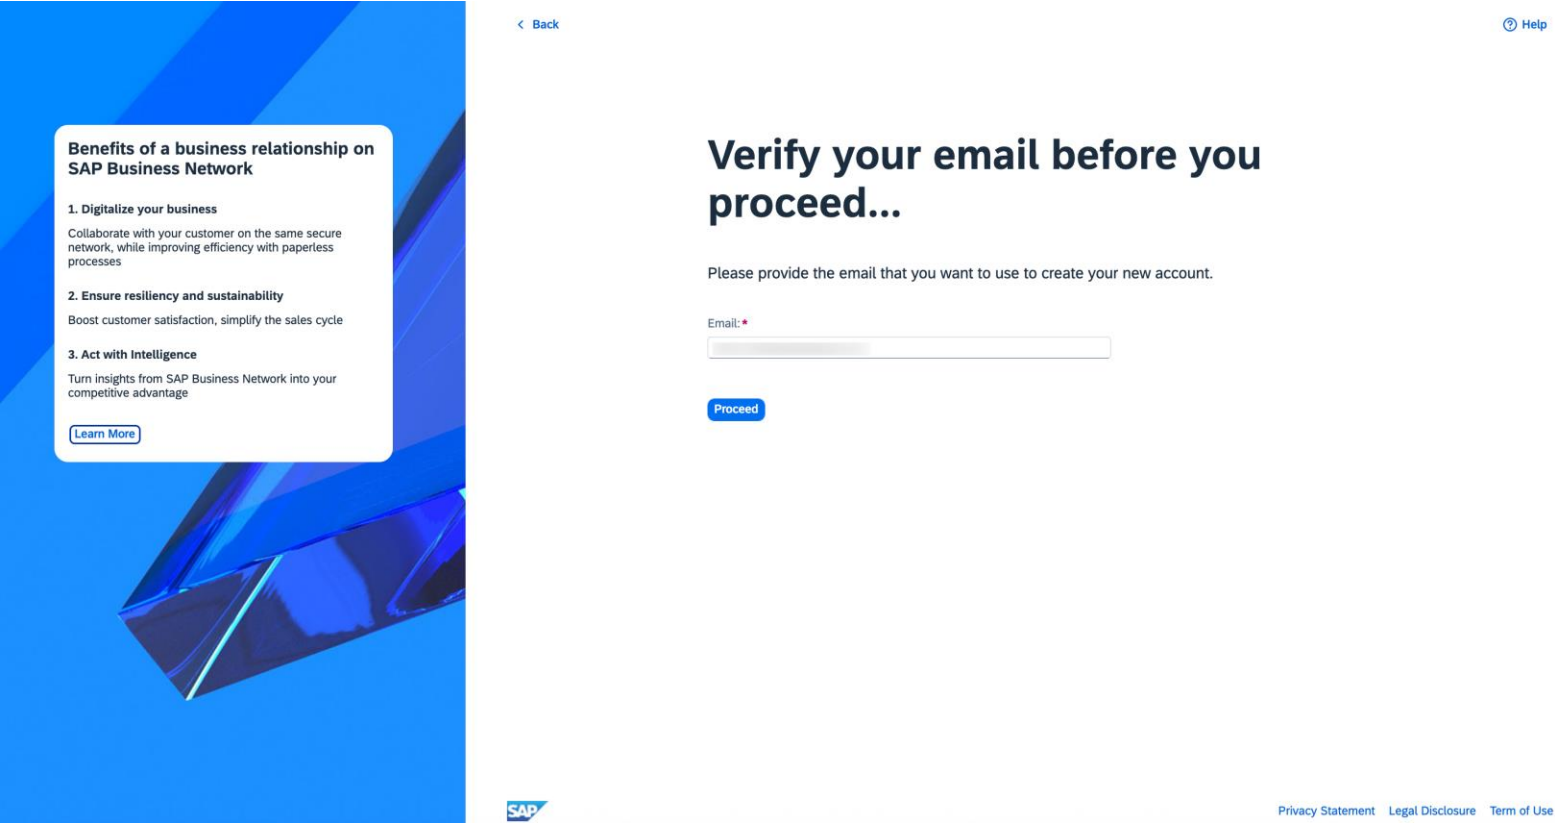 Back
Help
Benefits of a business relationship on
SAP Business Network
1. Digitalize your business
Collaborate with your customer on the same secure
network, while improving efficiency with paperless
processes
2. Ensure resiliency and sustainability
Boost customer satisfaction, simplify the sales cycle
3. Act with Intelligence
Turn insights from SAP Business Network into your
competitive advantage
Learn More
Verify your email before you
proceed...
Please provide the email that you want to use to create your new account.
Email:*
Proceed
SAP
Privacy Statement Legal Disclosure Term of Use